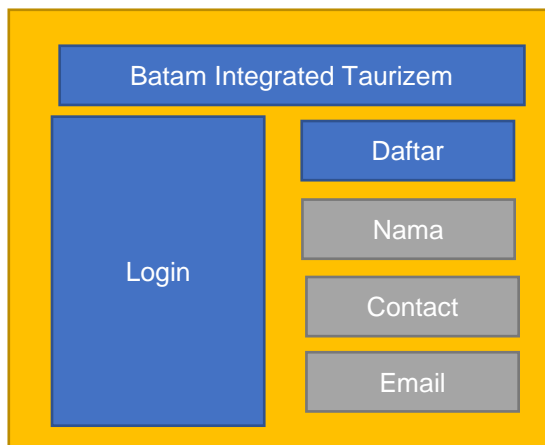 Batam Integrated Taurizem
Login
Daftar
Nama
Contact
Email